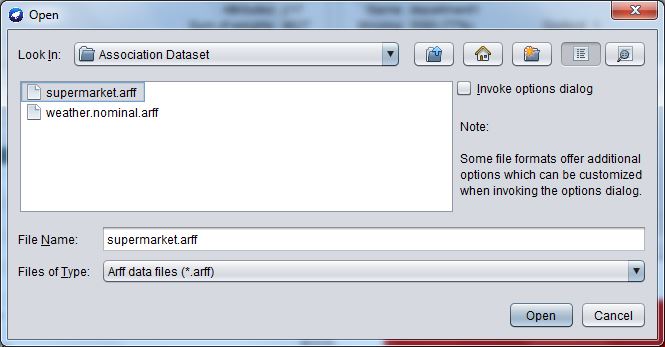 Open
Look In: Association Dataset
supermarket.arff
weather.nominal.arff
Invoke options dialog
Note:
Some file formats offer additional
options which can be customized
when invoking the options dialog.
File Name: supermarket.arff
Files of Type: Arff data files (*.arff)
Open Cancel